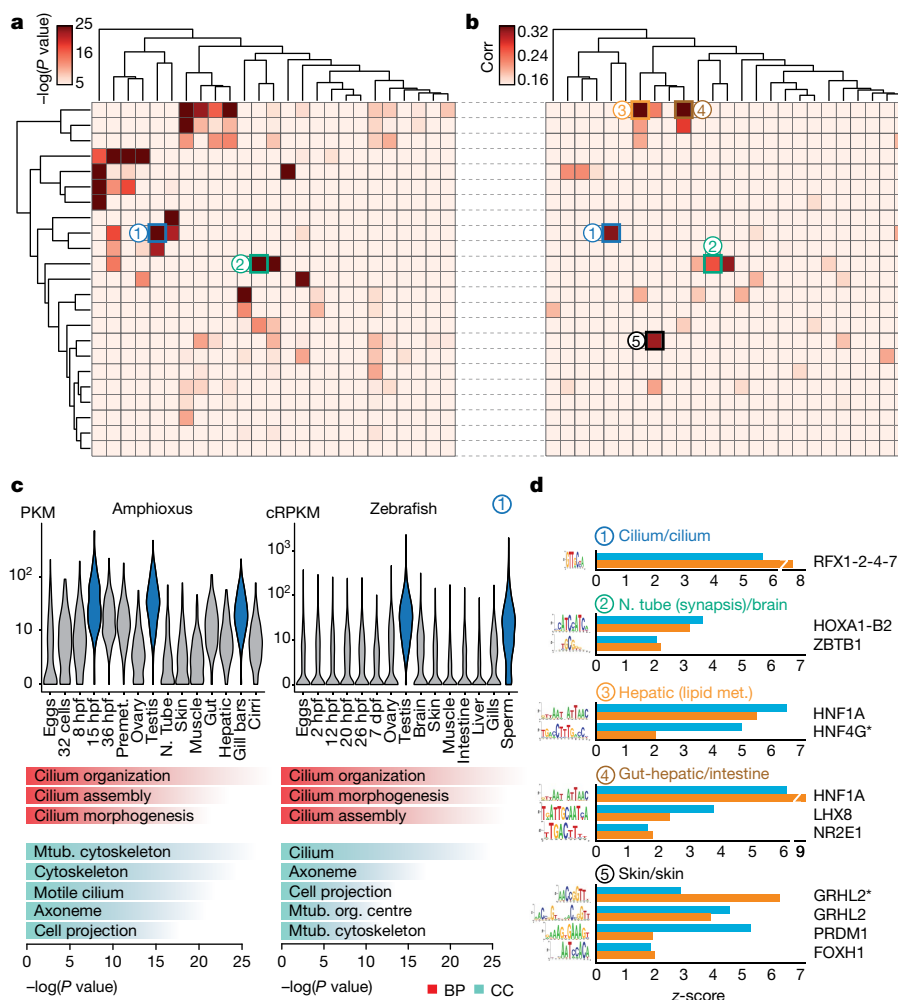 a
b
−log(P value)
25
16
5
Corr
0.32
0.24
0.16
3
4
1
1
2
2
5
c
d
PKM
Amphioxus
cRPKM
Zebrafish
1
10²
10
0
10³
10²
10
0
Eggs
32 cells
8 hpf
15 hpf
36 hpf
Premet.
Ovary
Testis
N. Tube
Skin
Muscle
Gut
Hepatic
Gill bars
Cirri
Eggs
2 hpf
12 hpf
20 hpf
26 hpf
7 dpf
Ovary
Testis
Brain
Skin
Muscle
Intestine
Liver
Gills
Sperm
Cilium organization
Cilium assembly
Cilium morphogenesis
Mtub. cytoskeleton
Cytoskeleton
Motile cilium
Axoneme
Cell projection
0 5 10 15 20 25
−log(P value)
Cilium organization
Cilium morphogenesis
Cilium assembly
Cilium
Axoneme
Cell projection
Mtub. org. centre
Mtub. cytoskeleton
0 5 10 15 20 25
−log(P value)
BP CC
1 Cilium/cilium
RFX1-2-4-7
0 1 2 3 4 5 6 8
2 N. tube (synapsis)/brain
HOXA1-B2
ZBTB1
0 1 2 3 4 5 6 7
3 Hepatic (lipid met.)
HNF1A
HNF4G*
0 1 2 3 4 5 6 7
4 Gut-hepatic/intestine
HNF1A
LHX8
NR2E1
0 1 2 3 4 5 6 9
5 Skin/skin
GRHL2*
GRHL2
PRDM1
FOXH1
0 1 2 3 4 5 6 7
z-score